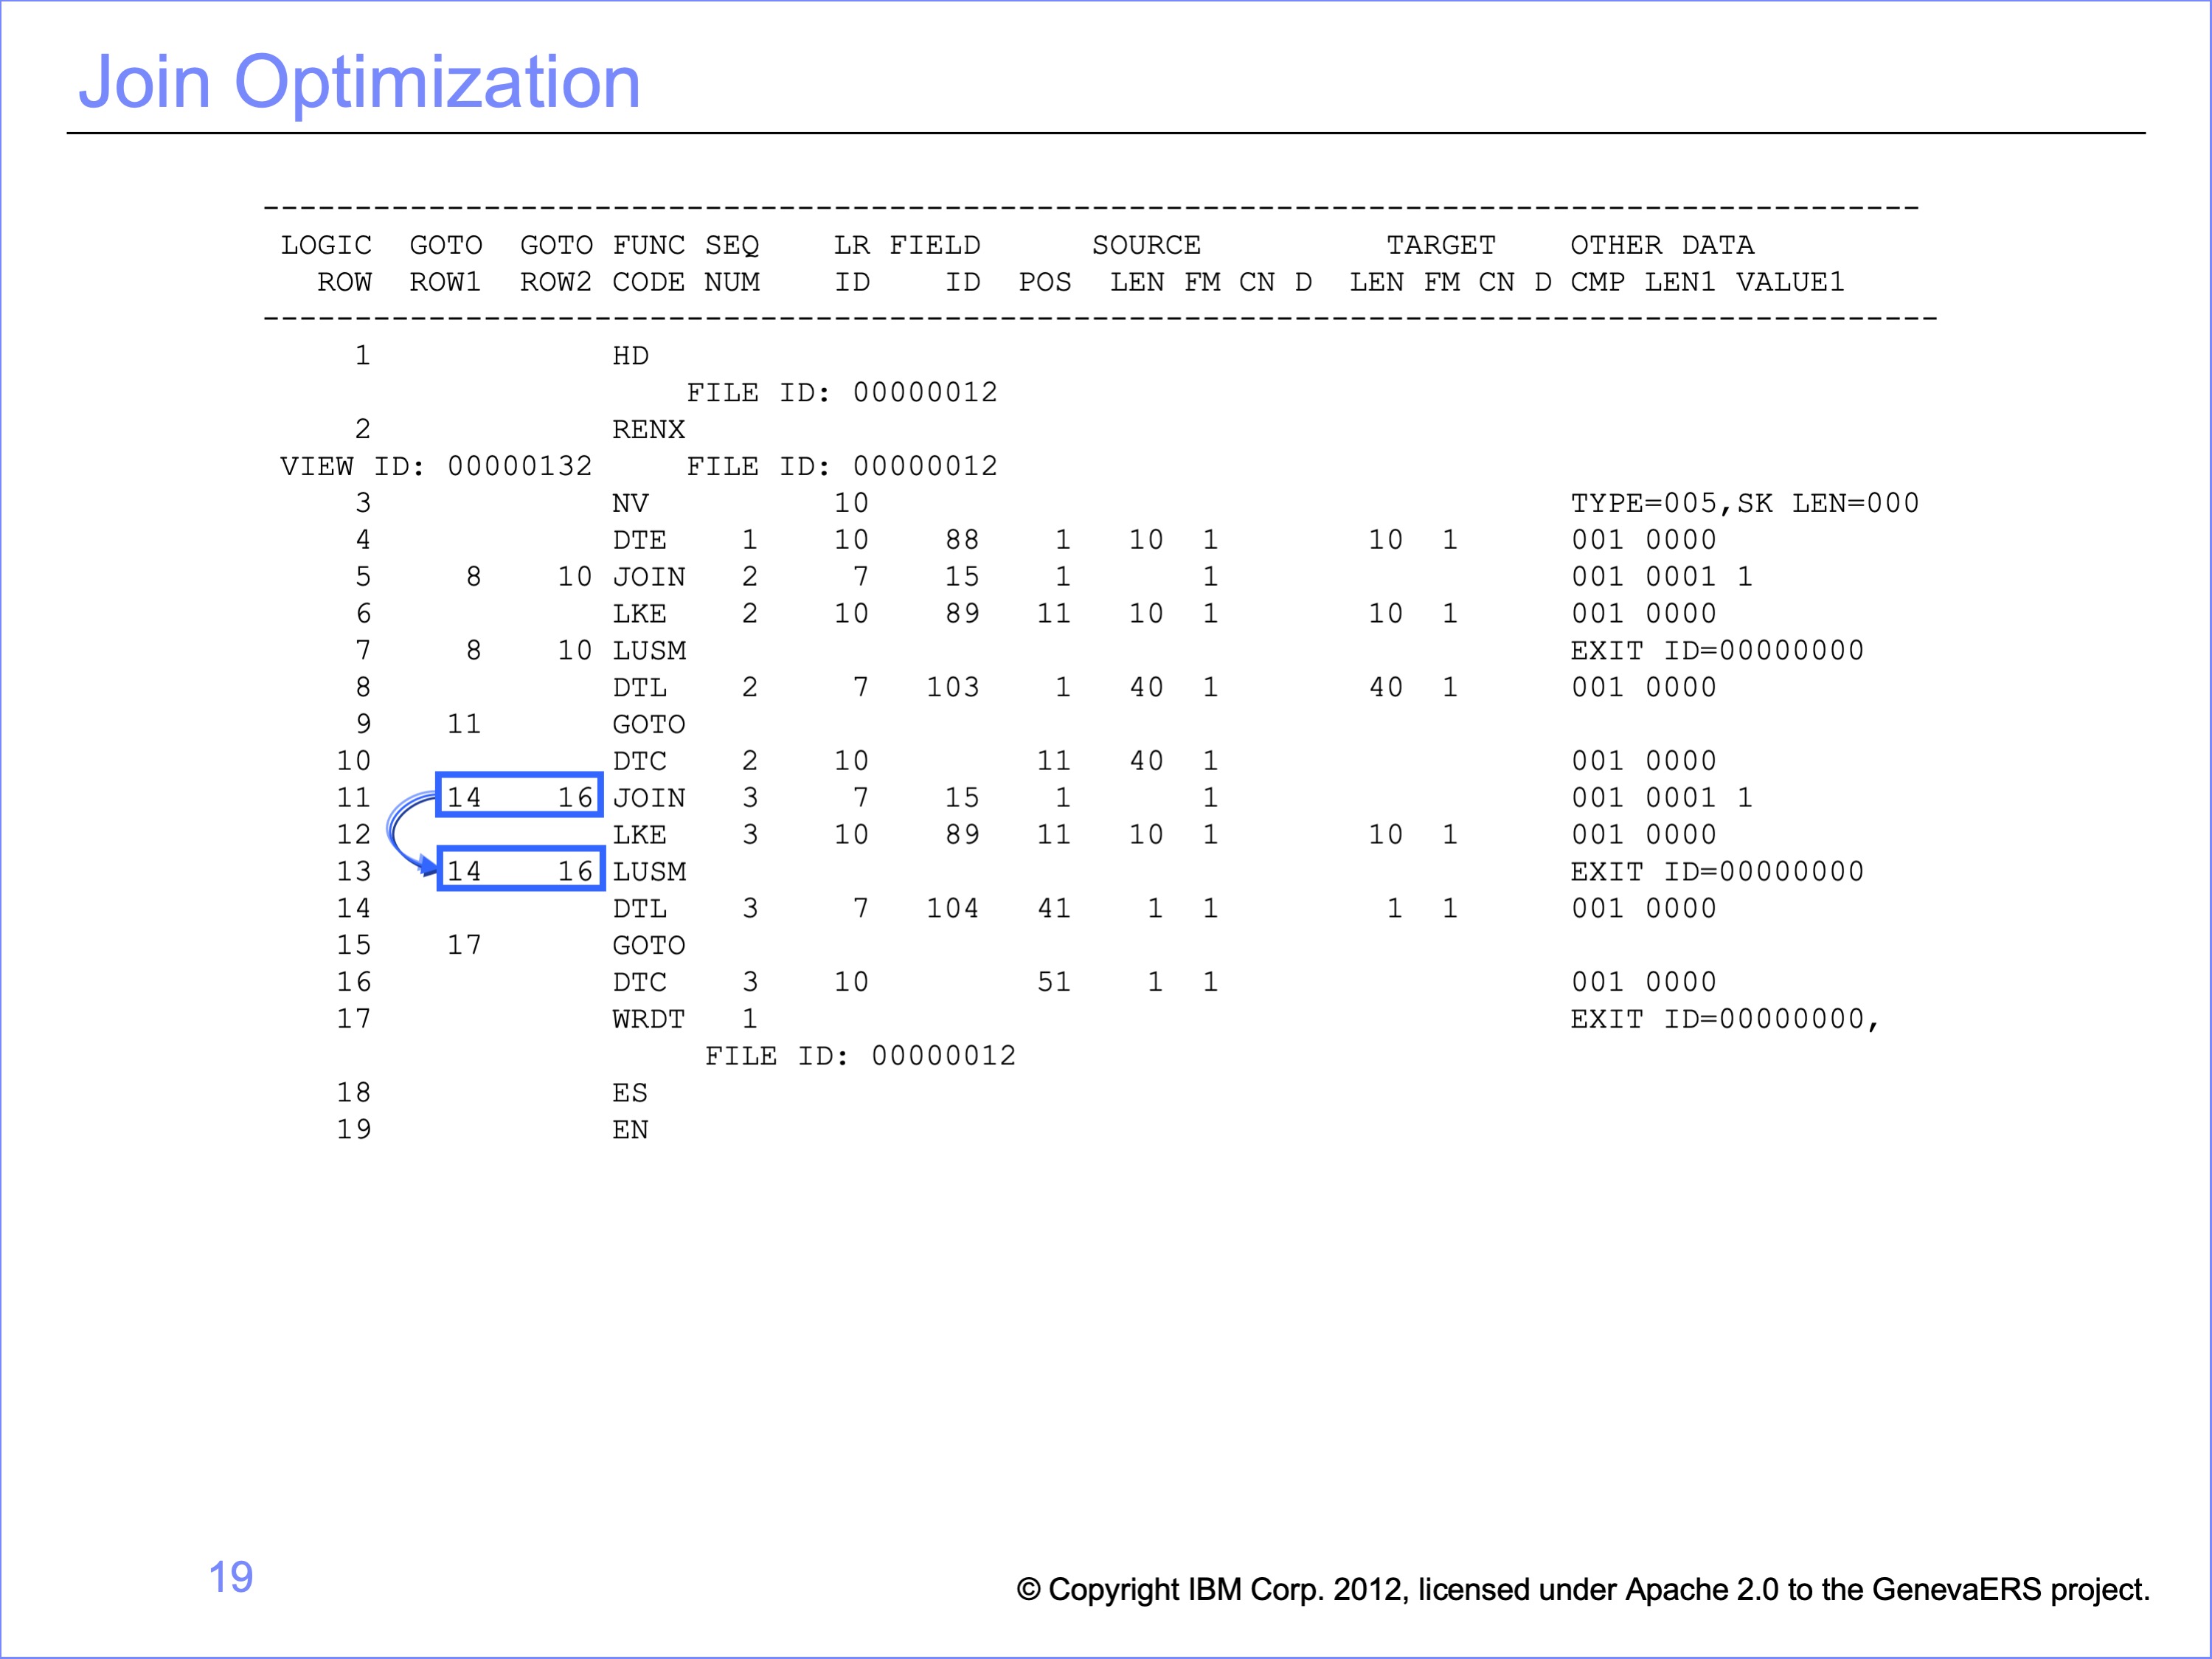 Join Optimization
------------------------------------------------------------------------------------------
LOGIC GOTO GOTO FUNC SEQ LR FIELD SOURCE TARGET OTHER DATA
ROW ROW1 ROW2 CODE NUM ID ID POS LEN FM CN D LEN FM CN D CMP LEN1 VALUE1
-------------------------------------------------------------------------------------------
1 HD
FILE ID: 00000012
2 RENX
VIEW ID: 00000132 FILE ID: 00000012
3 NV 10 TYPE=005,SK LEN=000
4 DTE 1 10 88 1 10 1 10 1 001 0000
5 8 10 JOIN 2 7 15 1 1 001 0001 1
6 LKE 2 10 89 11 10 1 10 1 001 0000
7 8 10 LUSM EXIT ID=00000000
8 DTL 2 7 103 1 40 1 40 1 001 0000
9 11 GOTO
10 DTC 2 10 11 40 1 001 0000
11 14 16 JOIN 3 7 15 1 1 001 0001 1
12 LKE 3 10 89 11 10 1 10 1 001 0000
13 14 16 LUSM EXIT ID=00000000
14 DTL 3 7 104 41 1 1 1 1 001 0000
15 17 GOTO
16 DTC 3 10 51 1 1 001 0000
17 WRDT 1 EXIT ID=00000000,
FILE ID: 00000012
18 ES
19 EN
19
© Copyright IBM Corp. 2012, licensed under Apache 2.0 to the GenevaERS project.